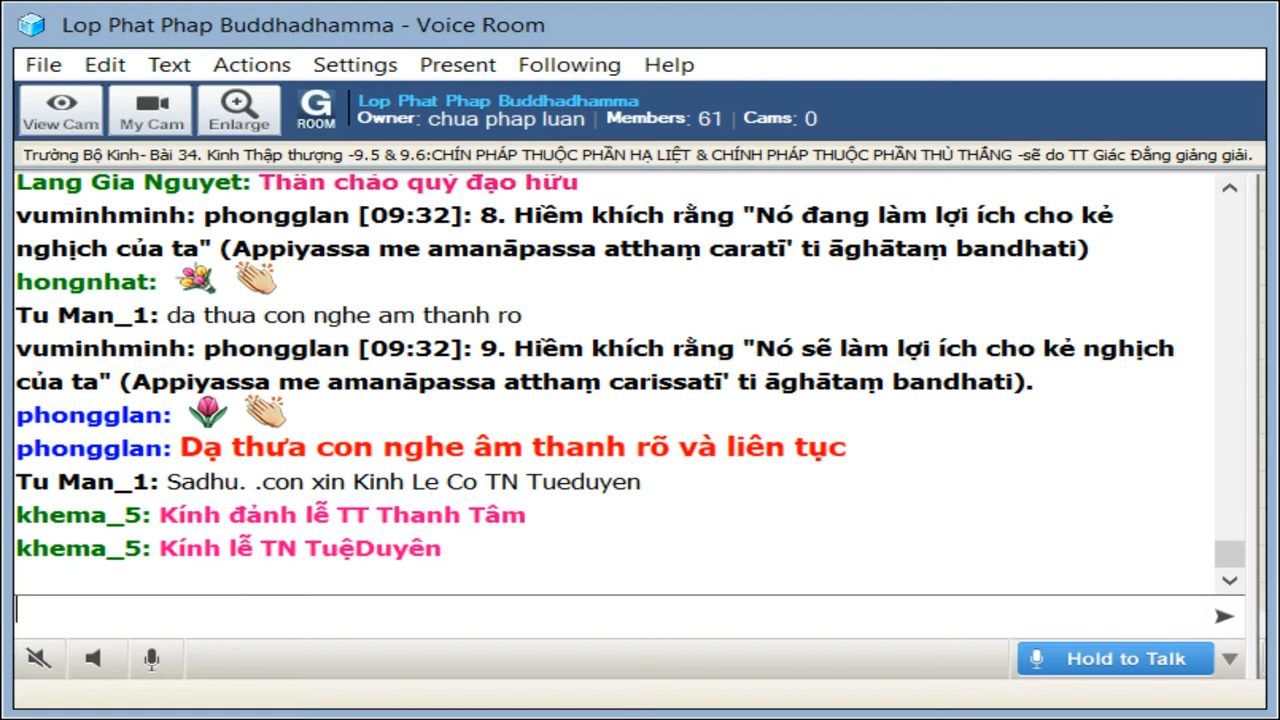 Lop Phat Phap Buddhadhamma - Voice Room
File Edit Text Actions Settings Present Following Help
View Cam My Cam Enlarge G ROOM
Lop Phat Phap Buddhadhamma
Owner: chua phap luan | Members: 61 | Cams: 0
Trường Bộ Kinh- Bài 34. Kinh Thập thượng -9.5 & 9.6:CHÍN PHÁP THUỘC PHẦN HẠ LIỆT & CHÍNH PHÁP THUỘC PHẦN THÙ THẮNG -sẽ do TT Giác Đẳng giảng giải.
Lang Gia Nguyet: Thân chào quý đạo hữu
vuminhminh: phongglan [09:32]: 8. Hiềm khích rằng "Nó đang làm lợi ích cho kẻ
nghịch của ta" (Appiyassa me amanāpassa atthaṃ caratī' ti āghātaṃ bandhati)
hongnhat:
Tu Man_1: da thua con nghe am thanh ro
vuminhminh: phongglan [09:32]: 9. Hiềm khích rằng "Nó sẽ làm lợi ích cho kẻ nghịch
của ta" (Appiyassa me amanāpassa atthaṃ carissatī' ti āghātaṃ bandhati).
phongglan:
phongglan: Dạ thưa con nghe âm thanh rõ và liên tục
Tu Man_1: Sadhu. .con xin Kinh Le Co TN Tueduyen
khema_5: Kính đảnh lễ TT Thanh Tâm
khema_5: Kính lễ TN TuệDuyên
Hold to Talk